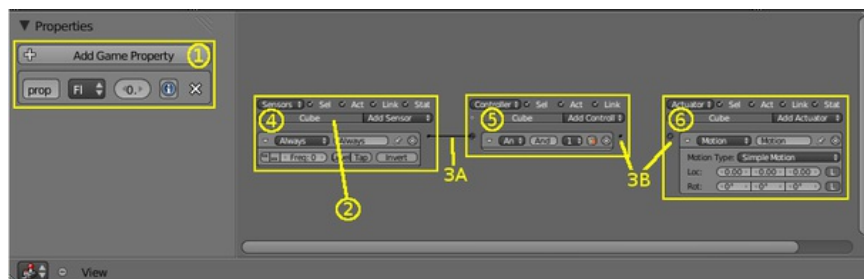 Properties
Add Game Property
1
prop Fl 0.
Sensors Sel Act Link Stat
4 Cube Add Sensor
Always Always
Freq: 0 Tap Invert
2
3A
Controller Sel Act Link
5 Cube Add Controll
An And 1
3B
Actuator Sel Act Link Stat
6 Cube Add Actuator
Motion Motion
Motion Type: Simple Motion
Loc: 0.00 0.00 0.00 L
Rot: 0° 0° 0° L
View